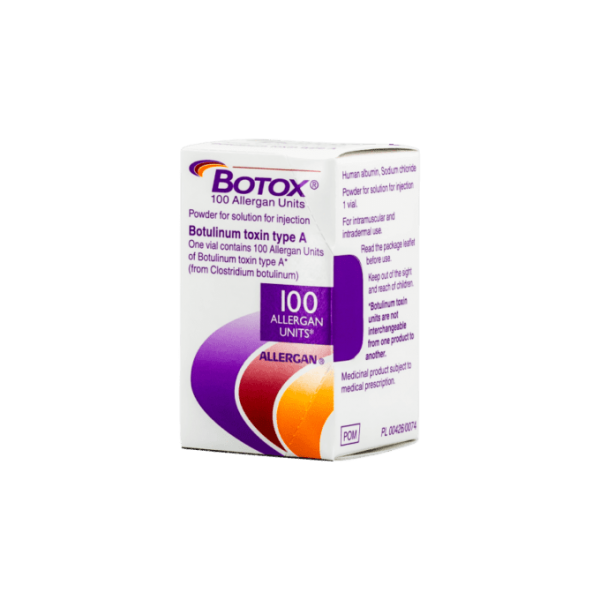 BOTOX®
100 Allergan Units
Powder for solution for injection
Botulinum toxin type A
One vial contains 100 Allergan Units
of Botulinum toxin type A*
(from Clostridium botulinum)
100
ALLERGAN
UNITS*
ALLERGAN®
Human albumin, Sodium chloride
Powder for solution for injection
1 vial.
For intramuscular and
intradermal use.
Read the package leaflet
before use.
Keep out of the sight
and reach of children.
*Botulinum toxin
units are not
interchangeable
from one product to
another.
Medicinal product subject to
medical prescription.
POM
PL 00426/0074